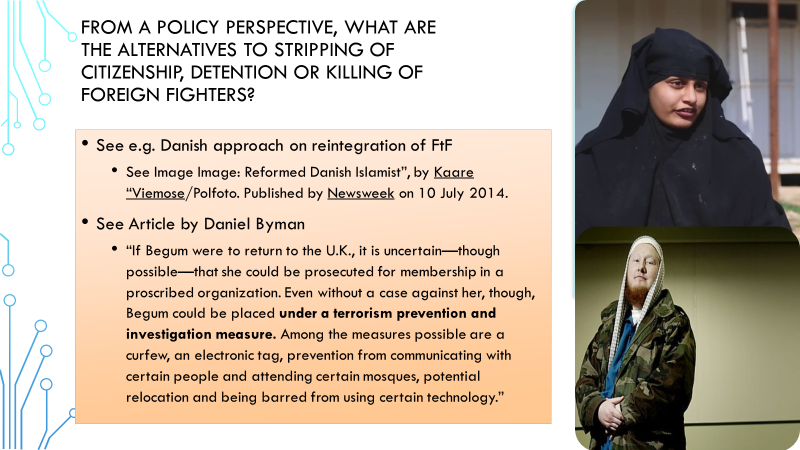 FROM A POLICY PERSPECTIVE, WHAT ARE
THE ALTERNATIVES TO STRIPPING OF
CITIZENSHIP, DETENTION OR KILLING OF
FOREIGN FIGHTERS?
• See e.g. Danish approach on reintegration of FtF
• See Image Image: Reformed Danish Islamist”, by Kaare
“Viemose/Polfoto. Published by Newsweek on 10 July 2014.
• See Article by Daniel Byman
• “If Begum were to return to the U.K., it is uncertain—though
possible—that she could be prosecuted for membership in a
proscribed organization. Even without a case against her, though,
Begum could be placed under a terrorism prevention and
investigation measure. Among the measures possible are a
curfew, an electronic tag, prevention from communicating with
certain people and attending certain mosques, potential
relocation and being barred from using certain technology.”